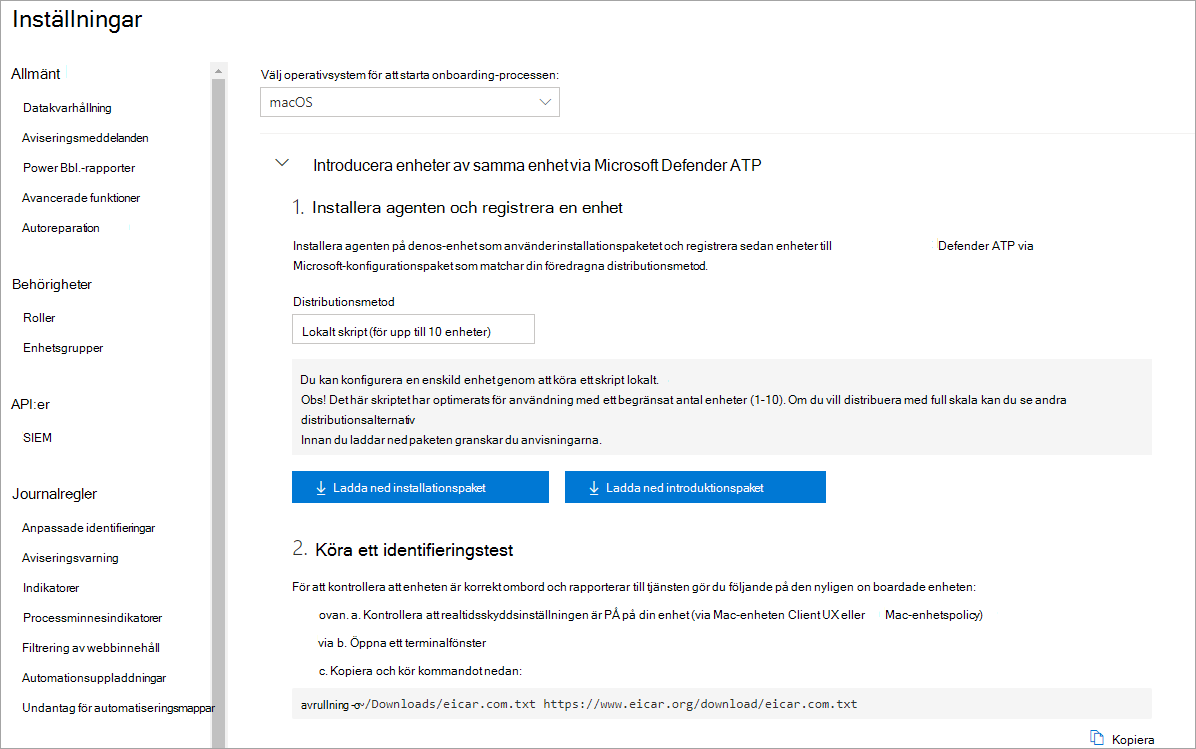 Inställningar
Allmänt
Datakvarhållning
Aviseringsmeddelanden
Power Bbl.-rapporter
Avancerade funktioner
Autoreparation
Behörigheter
Roller
Enhetsgrupper
API:er
SIEM
Journalregler
Anpassade identifieringar
Aviseringsvarning
Indikatorer
Processminnesindikatorer
Filtrering av webbinnehåll
Automationsuppladdningar
Undantag för automatiseringsmappar
Välj operativsystem för att starta onboarding-processen:
macOS
Introducera enheter av samma enhet via Microsoft Defender ATP
1. Installera agenten och registrera en enhet
Installera agenten på denos-enhet som använder installationspaketet och registrera sedan enheter till Defender ATP via
Microsoft-konfigurationspaket som matchar din föredragna distributionsmetod.
Distributionsmetod
Lokalt skript (för upp till 10 enheter)
Du kan konfigurera en enskild enhet genom att köra ett skript lokalt.
Obs! Det här skriptet har optimerats för användning med ett begränsat antal enheter (1-10). Om du vill distribuera med full skala kan du se andra
distributionsalternativ
Innan du laddar ned paketen granskar du anvisningarna.
Ladda ned installationspaket
Ladda ned introduktionspaket
2. Köra ett identifieringstest
För att kontrollera att enheten är korrekt ombord och rapporterar till tjänsten gör du följande på den nyligen on boardade enheten:
ovan. a. Kontrollera att realtidsskyddsinställningen är PÅ på din enhet (via Mac-enheten Client UX eller Mac-enhetspolicy)
via b. Öppna ett terminalfönster
c. Kopiera och kör kommandot nedan:
avrullning -o ~/Downloads/eicar.com.txt https://www.eicar.org/download/eicar.com.txt
Kopiera